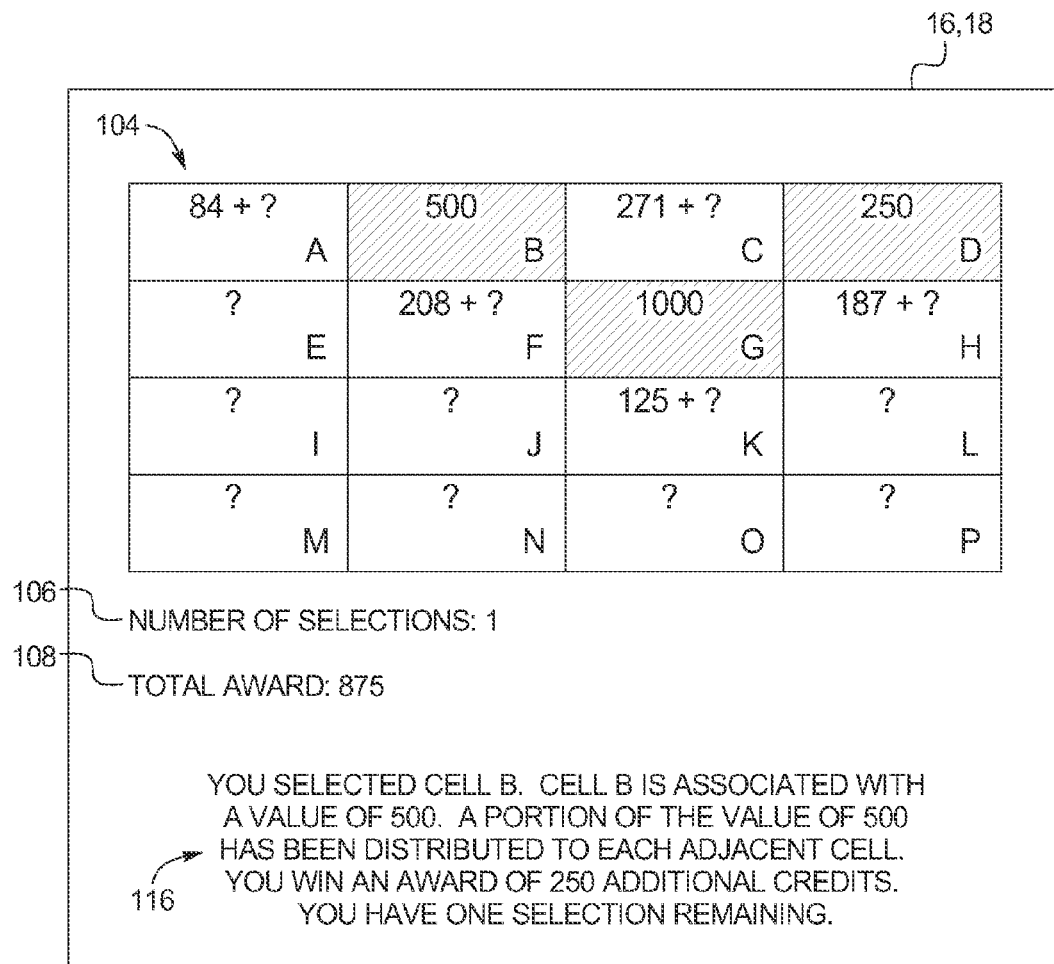 16,18
104
84 + ? 500 271 + ? 250
A B C D
? 208 + ? 1000 187 + ?
E F G H
? ? 125 + ? ?
I J K L
? ? ? ?
M N O P
106
NUMBER OF SELECTIONS: 1
108
TOTAL AWARD: 875
YOU SELECTED CELL B. CELL B IS ASSOCIATED WITH
A VALUE OF 500. A PORTION OF THE VALUE OF 500
HAS BEEN DISTRIBUTED TO EACH ADJACENT CELL.
YOU WIN AN AWARD OF 250 ADDITIONAL CREDITS.
116
YOU HAVE ONE SELECTION REMAINING.